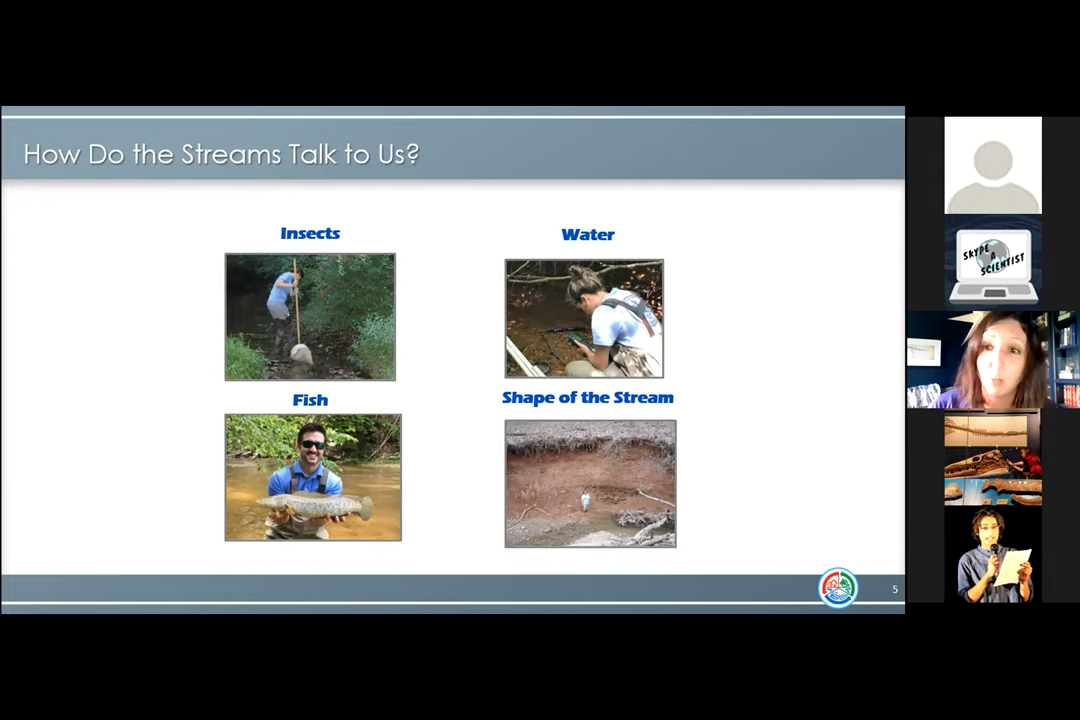 How Do the Streams Talk to Us?
Insects
Water
Fish
Shape of the Stream
5
SKYPE
A
SCIENTIST